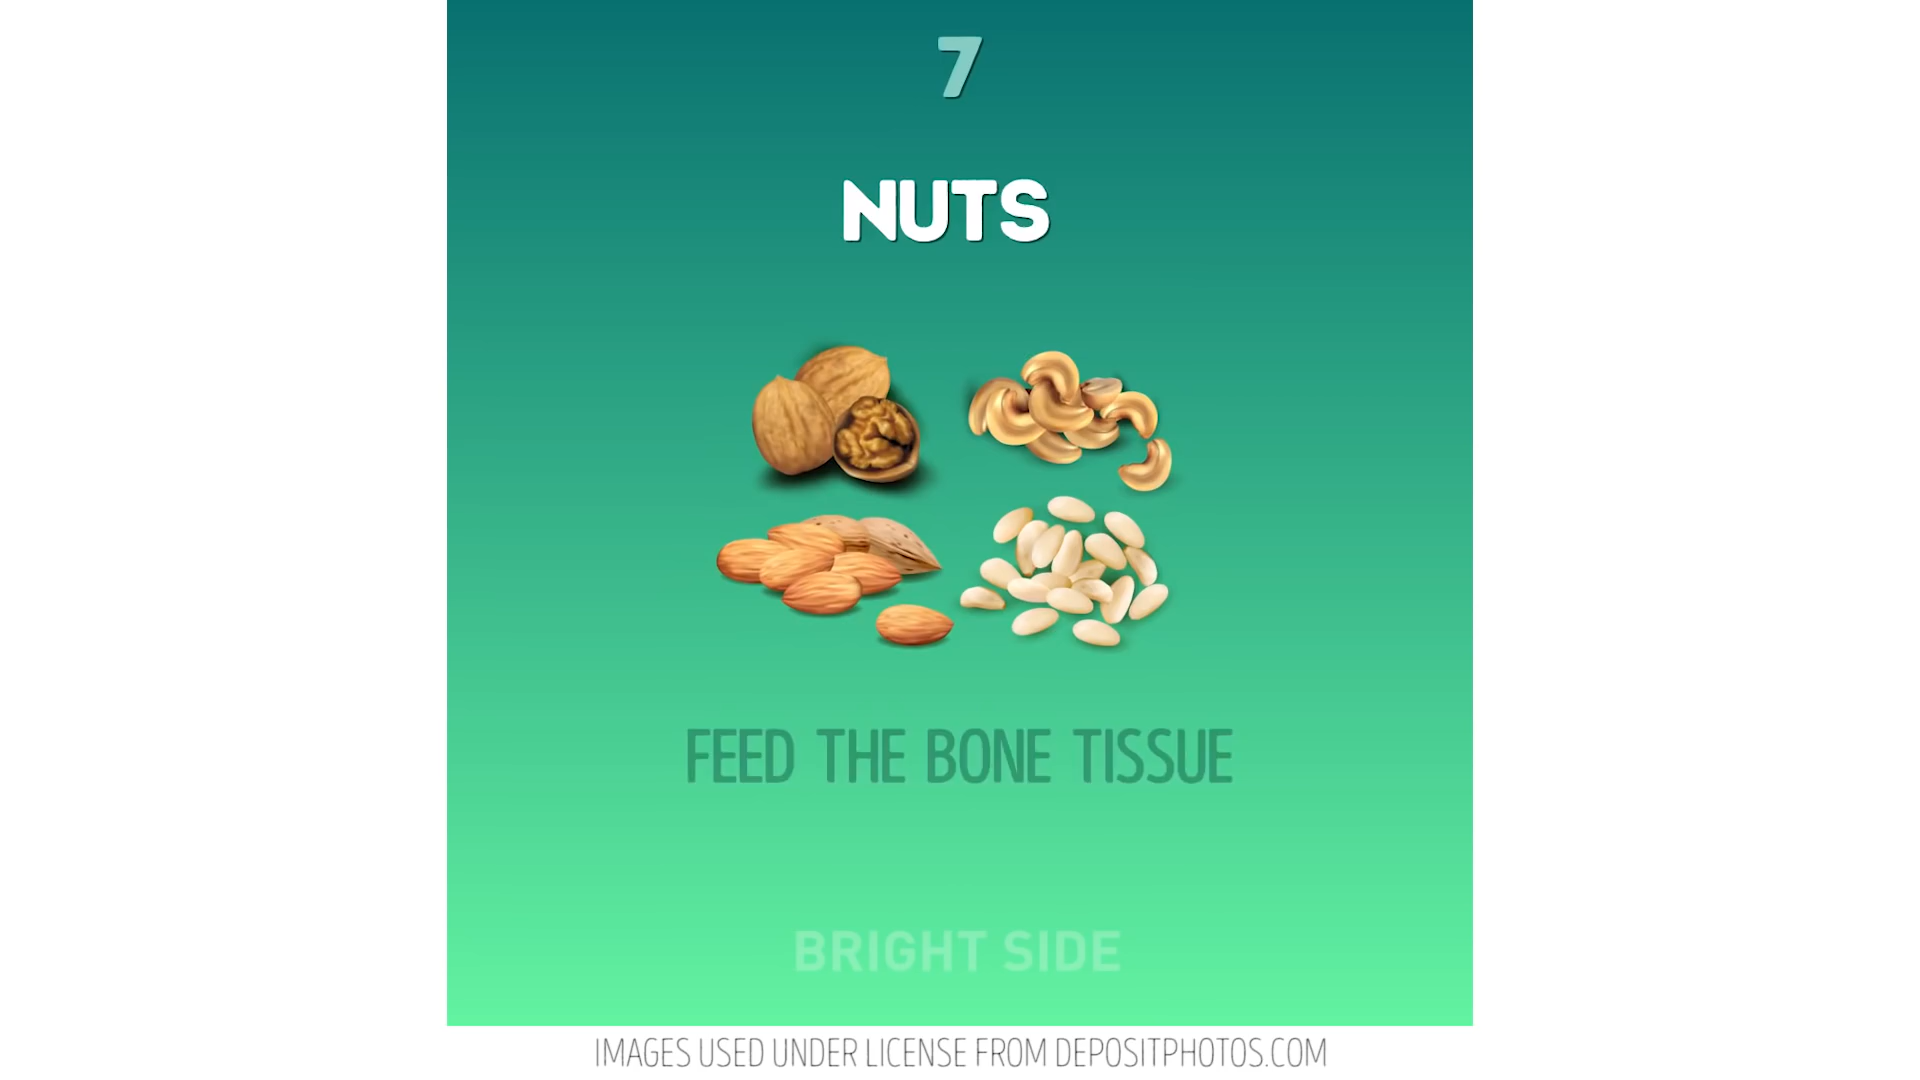 7
NUTS
FEED THE BONE TISSUE
BRIGHT SIDE
IMAGES USED UNDER LICENSE FROM DEPOSITPHOTOS.COM